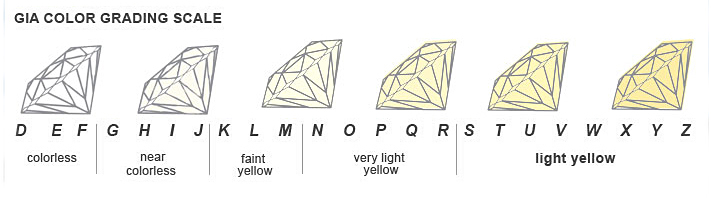 GIA COLOR GRADING SCALE
D E F G H I J K L M N O P Q R S T U V W X Y Z
colorless
near
colorless
faint
yellow
very light
yellow
light yellow